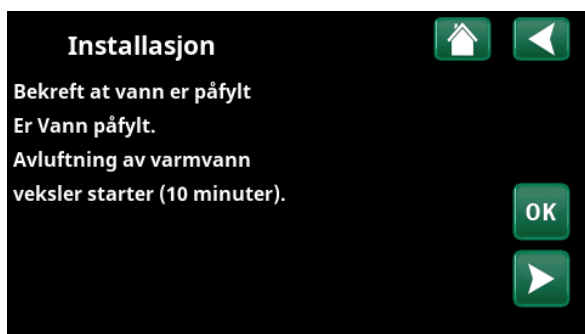 Installasjon
Bekreft at vann er påfylt
Er Vann påfylt.
Avluftning av varmvann
veksler starter (10 minuter).
OK